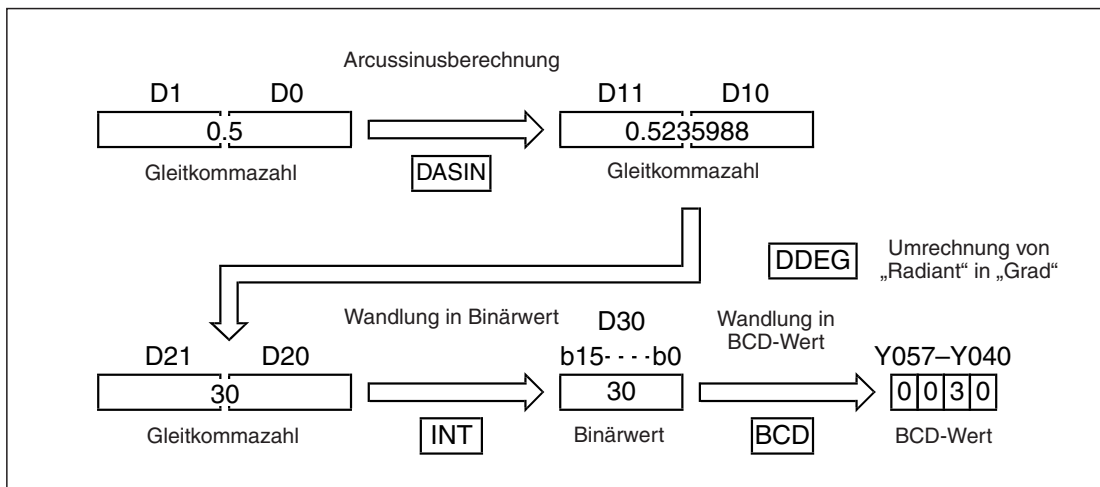 Arcussinusberechnung
D1 D0 D11 D10
0.5 0.5235988
Gleitkommazahl DASIN Gleitkommazahl
DDEG
Umrechnung von
„Radiant“ in „Grad“
Wandlung in Binärwert
Wandlung in
BCD-Wert
D21 D20
D30
b15- - - -b0
Y057–Y040
30 30 0 0 3 0
Gleitkommazahl INT Binärwert BCD BCD-Wert